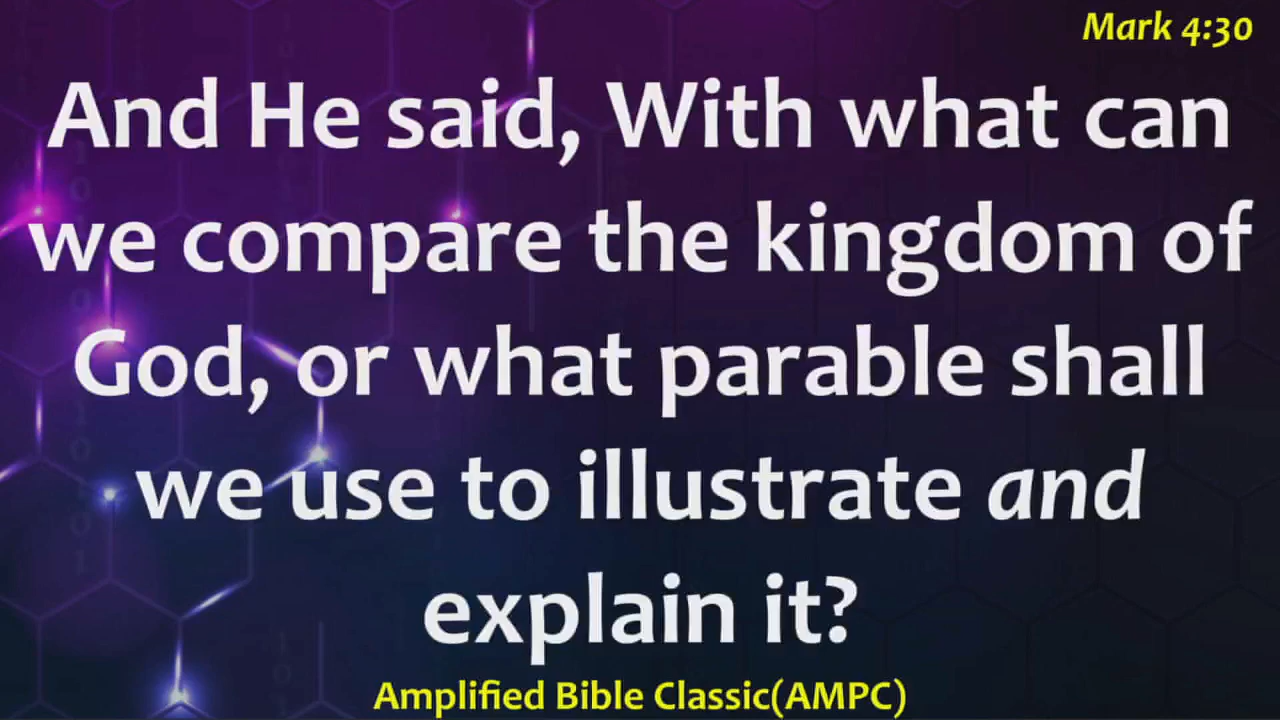 Mark 4:30
And He said, With what can
we compare the kingdom of
God, or what parable shall
we use to illustrate and
explain it?
Amplified Bible Classic(AMPC)